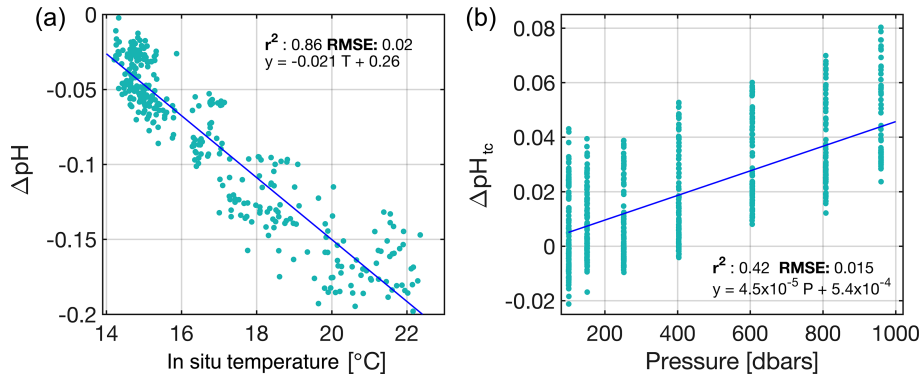 (a)
0
-0.05
-0.1
-0.15
-0.2
ΔpH
r² : 0.86 RMSE: 0.02
y = -0.021 T + 0.26
14 16 18 20 22
In situ temperature [°C]
(b)
0.08
0.06
0.04
0.02
0
-0.02
ΔpHtc
r² : 0.42 RMSE: 0.015
y = 4.5x10⁻⁵ P + 5.4x10⁻⁴
200 400 600 800 1000
Pressure [dbars]